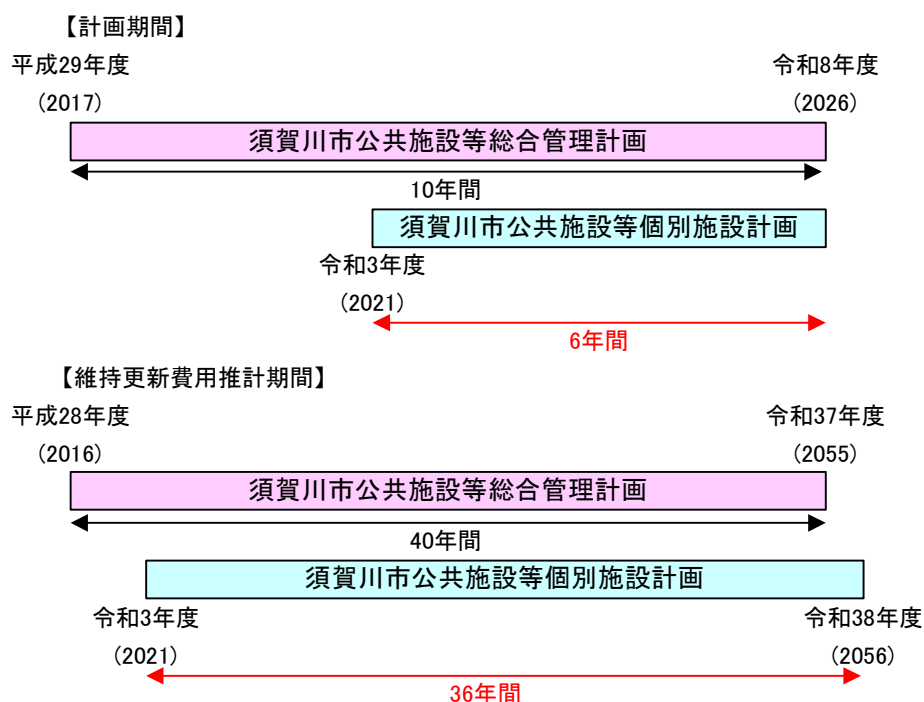 【計画期間】
平成29年度
令和8年度
(2017)
(2026)
須賀川市公共施設等総合管理計画
10年間
須賀川市公共施設等個別施設計画
令和3年度
(2021)
6年間
【維持更新費用推計期間】
平成28年度
令和37年度
(2016)
(2055)
須賀川市公共施設等総合管理計画
40年間
須賀川市公共施設等個別施設計画
令和3年度
令和38年度
(2021)
(2056)
36年間